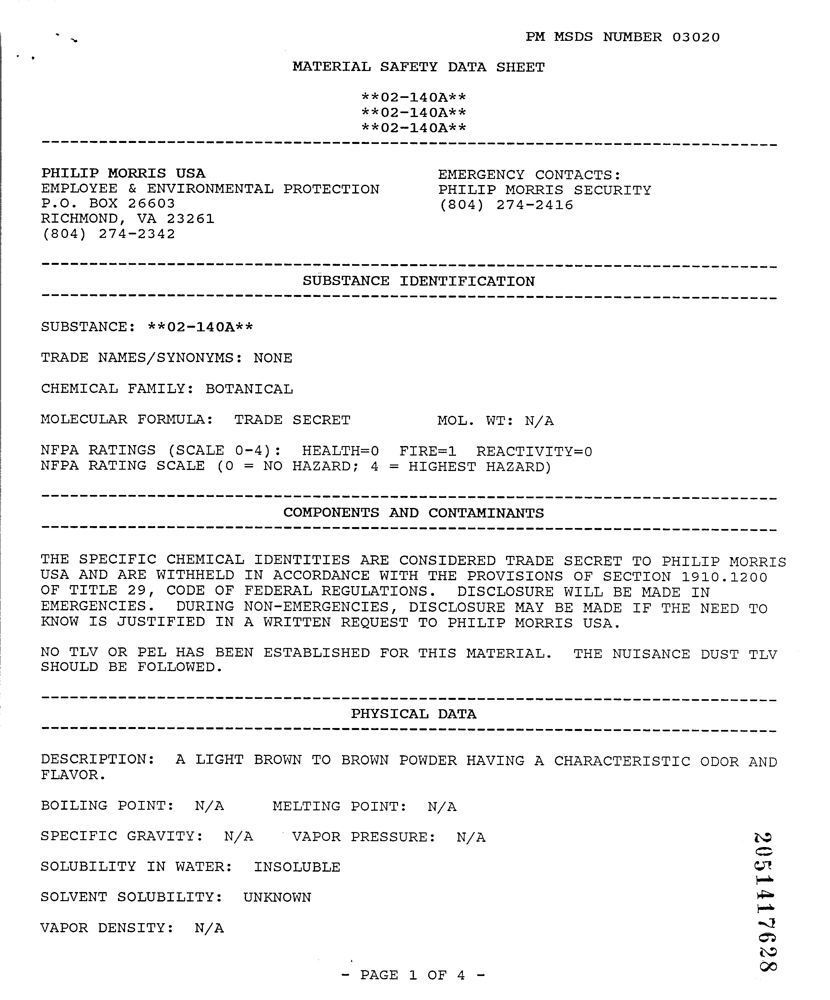 PM MSDS NUMBER 03020
MATERIAL SAFETY DATA SHEET
**02-140A**
**02-140A**
**02-140A**
PHILIP MORRIS USA EMERGENCY CONTACTS:
EMPLOYEE & ENVIRONMENTAL PROTECTION PHILIP MORRIS SECURITY
P.O. BOX 26603 (804) 274-2416
RICHMOND, VA 23261
(804) 274-2342
SUBSTANCE IDENTIFICATION
SUBSTANCE: **02-140A**
TRADE NAMES/SYNONYMS: NONE
CHEMICAL FAMILY: BOTANICAL
MOLECULAR FORMULA: TRADE SECRET MOL. WT: N/A
NFPA RATINGS (SCALE 0-4): HEALTH=0 FIRE=1 REACTIVITY=0
NFPA RATING SCALE (0 = NO HAZARD; 4 = HIGHEST HAZARD)
COMPONENTS AND CONTAMINANTS
THE SPECIFIC CHEMICAL IDENTITIES ARE CONSIDERED TRADE SECRET TO PHILIP MORRIS
USA AND ARE WITHHELD IN ACCORDANCE WITH THE PROVISIONS OF SECTION 1910.1200
OF TITLE 29, CODE OF FEDERAL REGULATIONS. DISCLOSURE WILL BE MADE IN
EMERGENCIES. DURING NON-EMERGENCIES, DISCLOSURE MAY BE MADE IF THE NEED TO
KNOW IS JUSTIFIED IN A WRITTEN REQUEST TO PHILIP MORRIS USA.
NO TLV OR PEL HAS BEEN ESTABLISHED FOR THIS MATERIAL. THE NUISANCE DUST TLV
SHOULD BE FOLLOWED.
PHYSICAL DATA
DESCRIPTION: A LIGHT BROWN TO BROWN POWDER HAVING A CHARACTERISTIC ODOR AND
FLAVOR.
BOILING POINT: N/A MELTING POINT: N/A
SPECIFIC GRAVITY: N/A VAPOR PRESSURE: N/A
SOLUBILITY IN WATER: INSOLUBLE
SOLVENT SOLUBILITY: UNKNOWN
VAPOR DENSITY: N/A
- PAGE 1 OF 4 -
2051417628